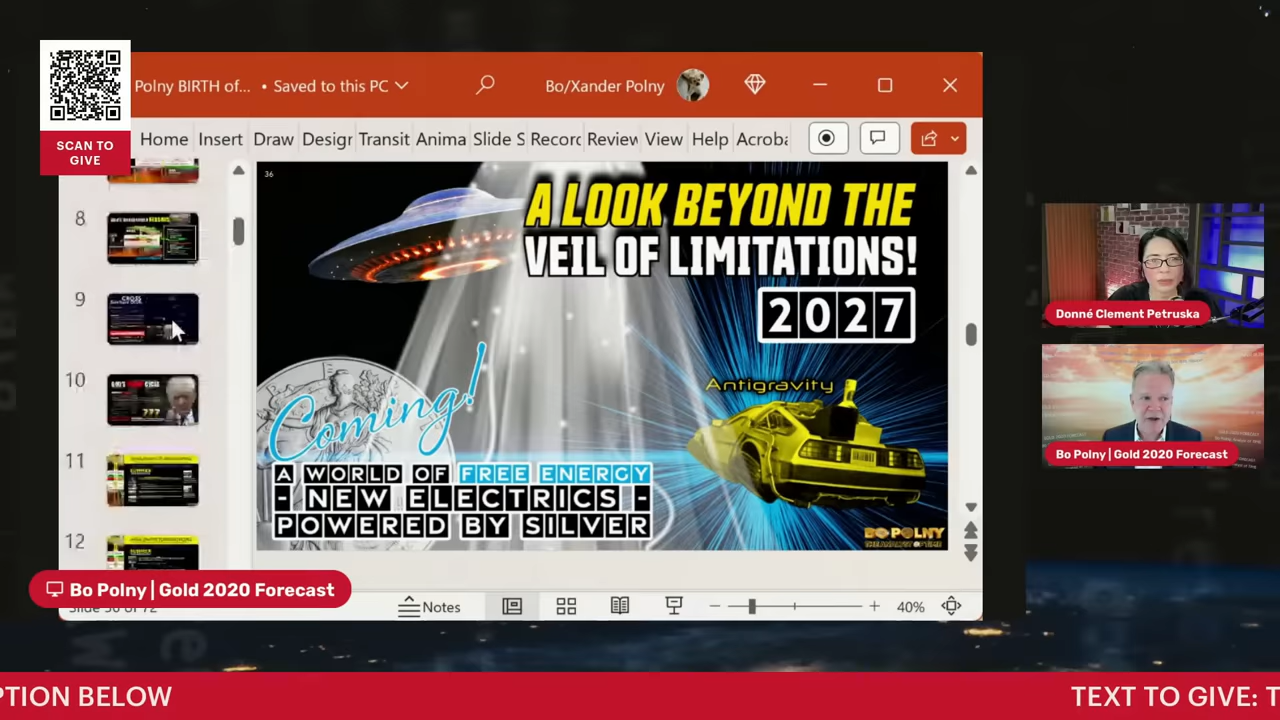 SCAN TO
GIVE
Polny BIRTH of... • Saved to this PC
Bo/Xander Polny
Home Insert Draw Design Transit Anima Slide S Record Review View Help Acroba
8
9
10
11
12
36
A LOOK BEYOND THE
VEIL OF LIMITATIONS!
2027
Antigravity
Coming!
A WORLD OF FREE ENERGY
- NEW ELECTRICS -
POWERED BY SILVER
BO POLNY
Donné Clement Petruska
Bo Polny | Gold 2020 Forecast
Bo Polny | Gold 2020 Forecast
Notes
40%
PTION BELOW
TEXT TO GIVE: T